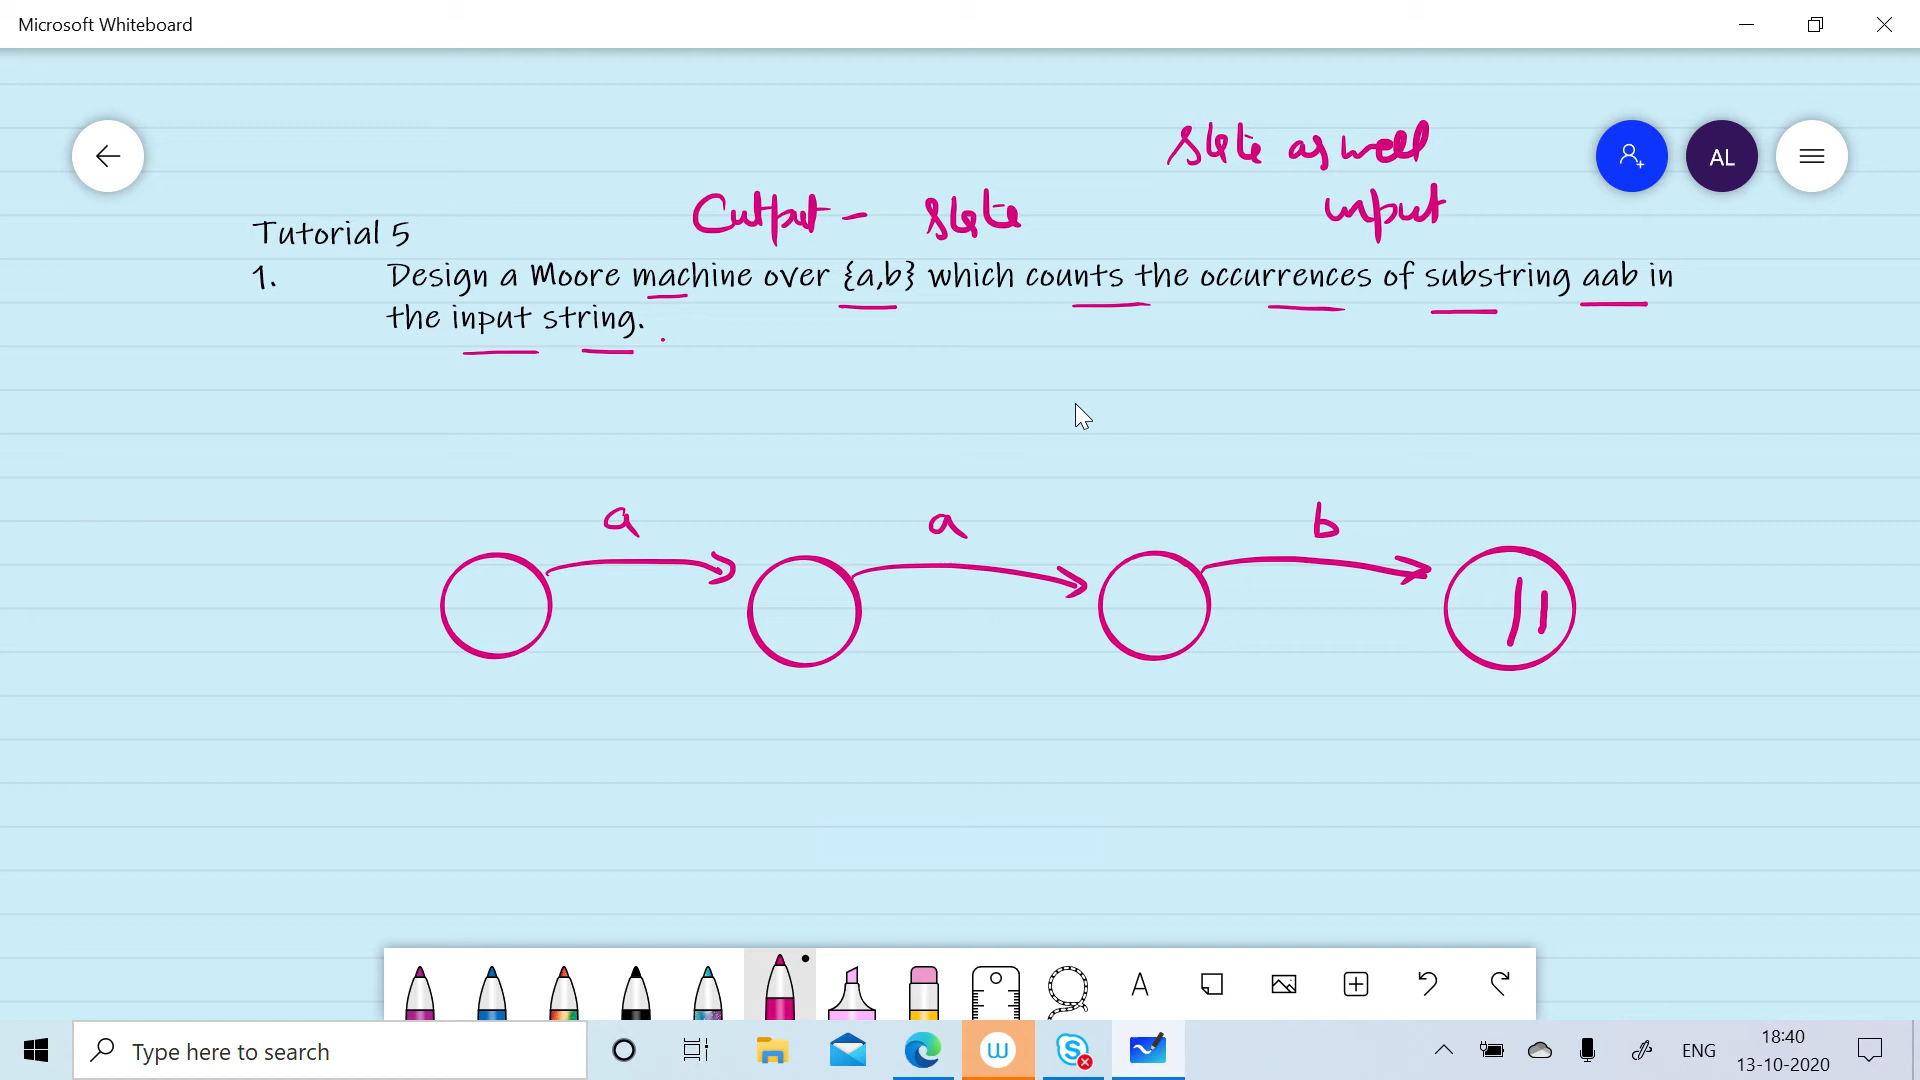 Microsoft Whiteboard
State as well
input
Output - State
AL
Tutorial 5
1. Design a Moore machine over {a,b} which counts the occurrences of substring aab in
the input string.
a a b
/1
A
Type here to search
W
S
ENG
18:40
13-10-2020